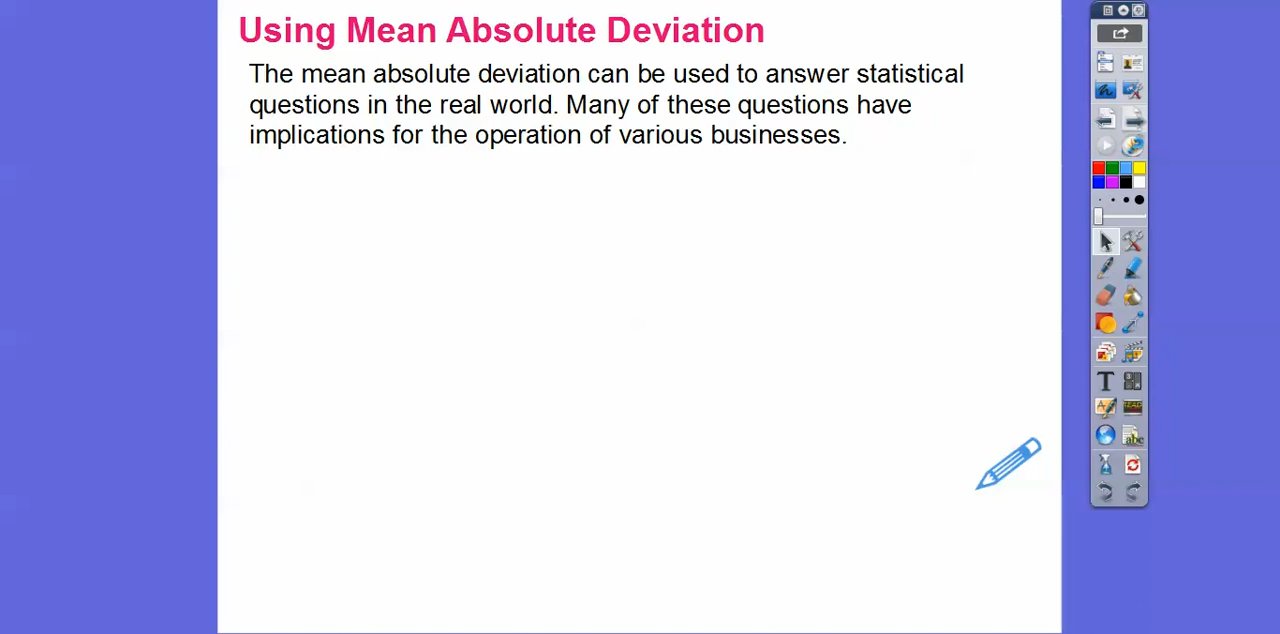 Using Mean Absolute Deviation
The mean absolute deviation can be used to answer statistical
questions in the real world. Many of these questions have
implications for the operation of various businesses.